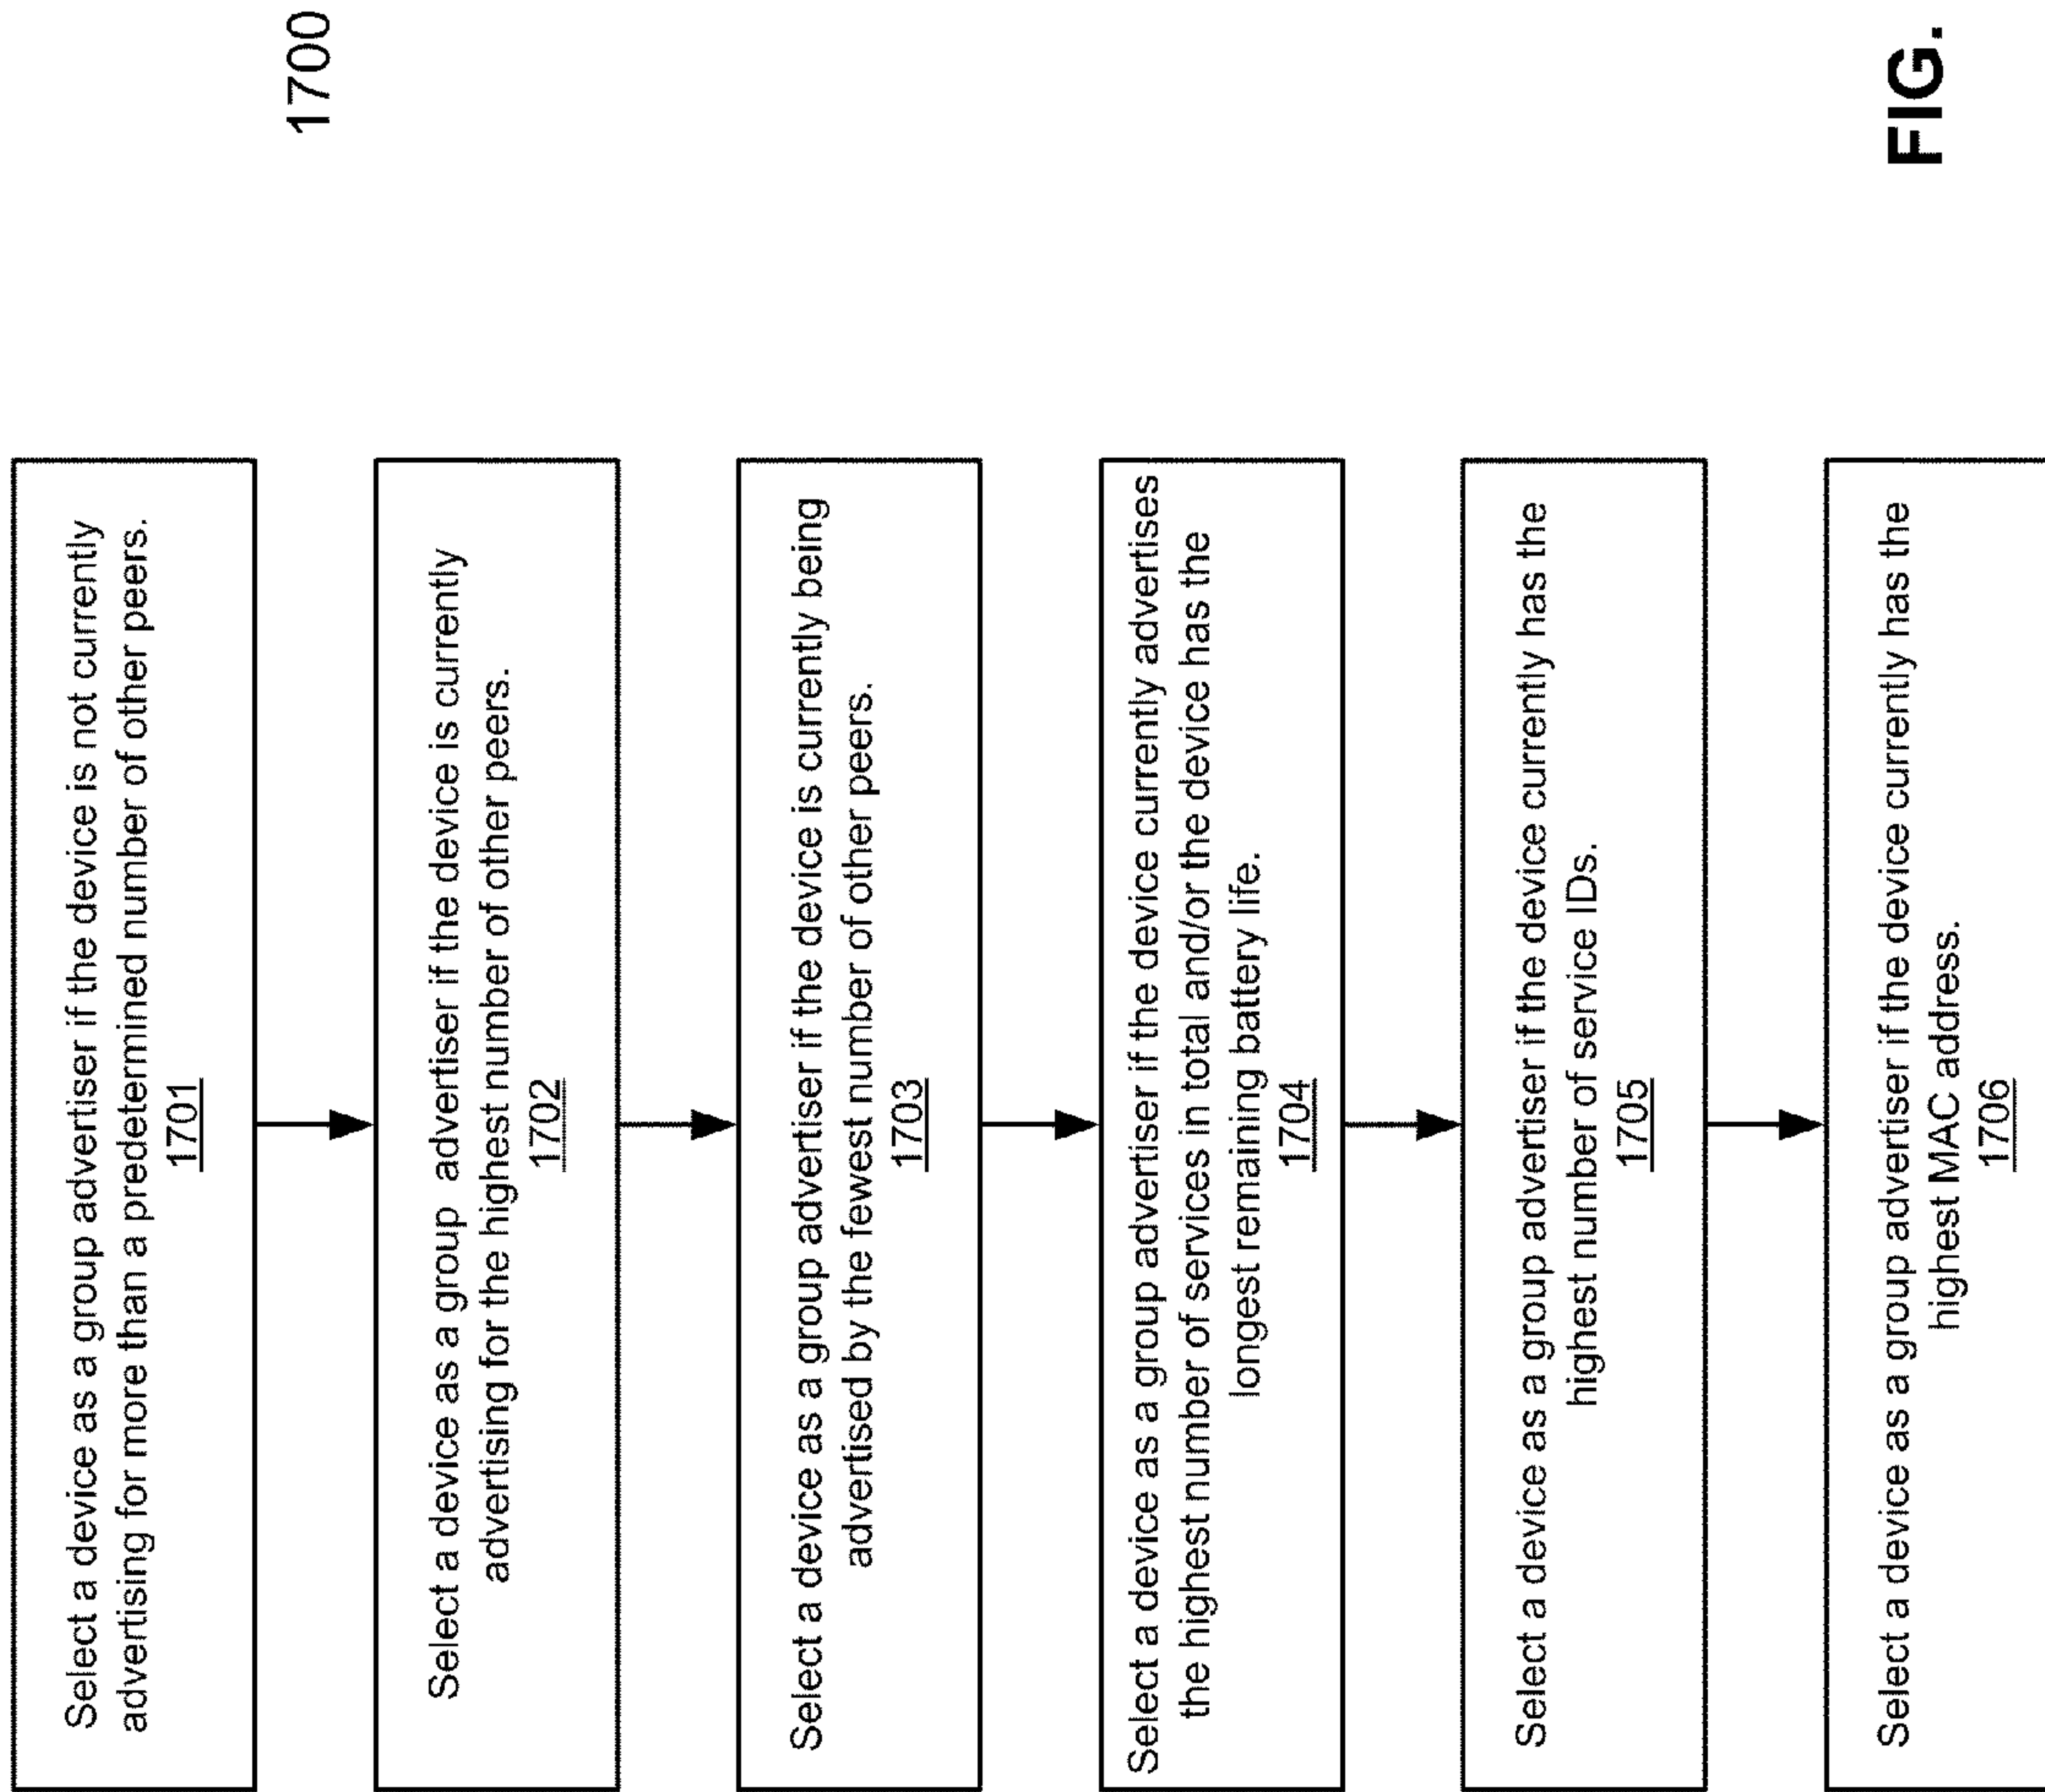 1700
Select a device as a group advertiser if the device is not currently
advertising for more than a predetermined number of other peers.
1701
Select a device as a group advertiser if the device is currently
advertising for the highest number of other peers.
1702
Select a device as a group advertiser if the device is currently being
advertised by the fewest number of other peers.
1703
Select a device as a group advertiser if the device currently advertises
the highest number of services in total and/or the device has the
longest remaining battery life.
1704
Select a device as a group advertiser if the device currently has the
highest number of service IDs.
1705
Select a device as a group advertiser if the device currently has the
highest MAC address.
1706
FIG.